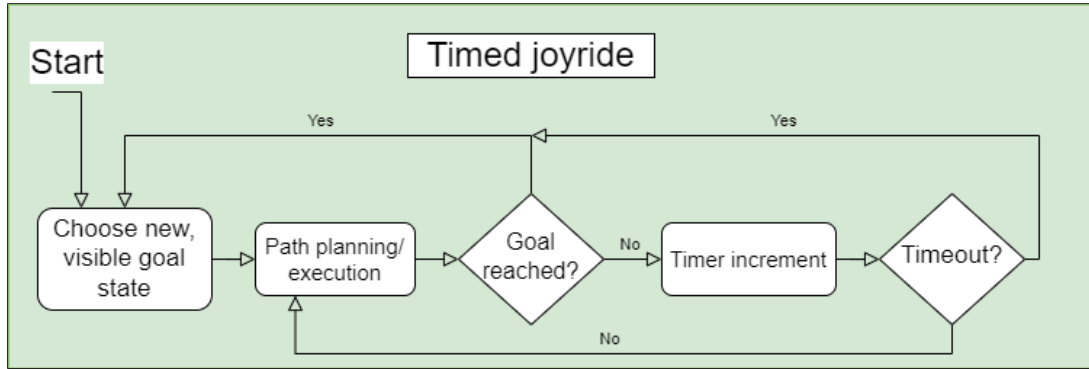 Timed joyride
Start
Yes
Yes
Choose new,
visible goal
state
Path planning/
execution
Goal
reached?
No
Timer increment
Timeout?
No